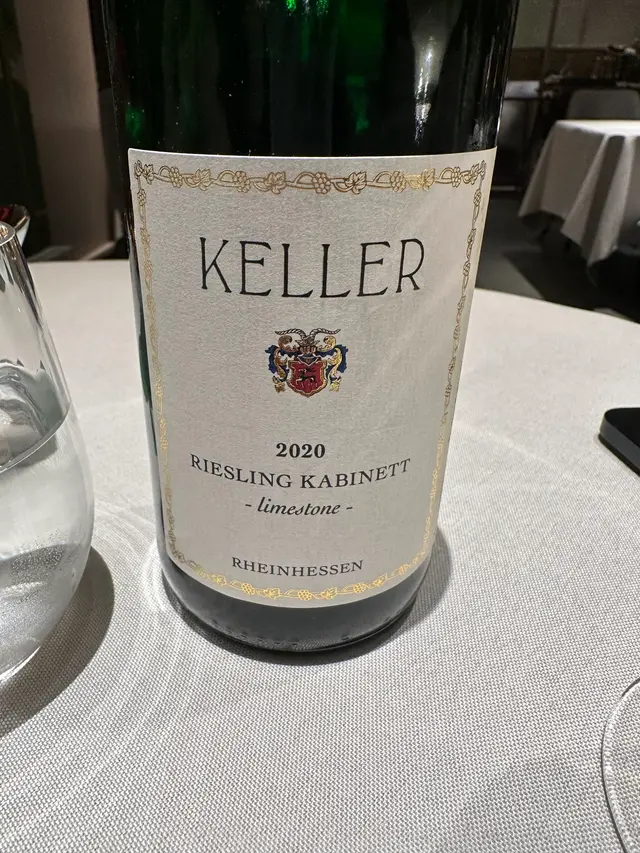 KELLER
2020
RIESLING KABINETT
- limestone -
RHEINHESSEN